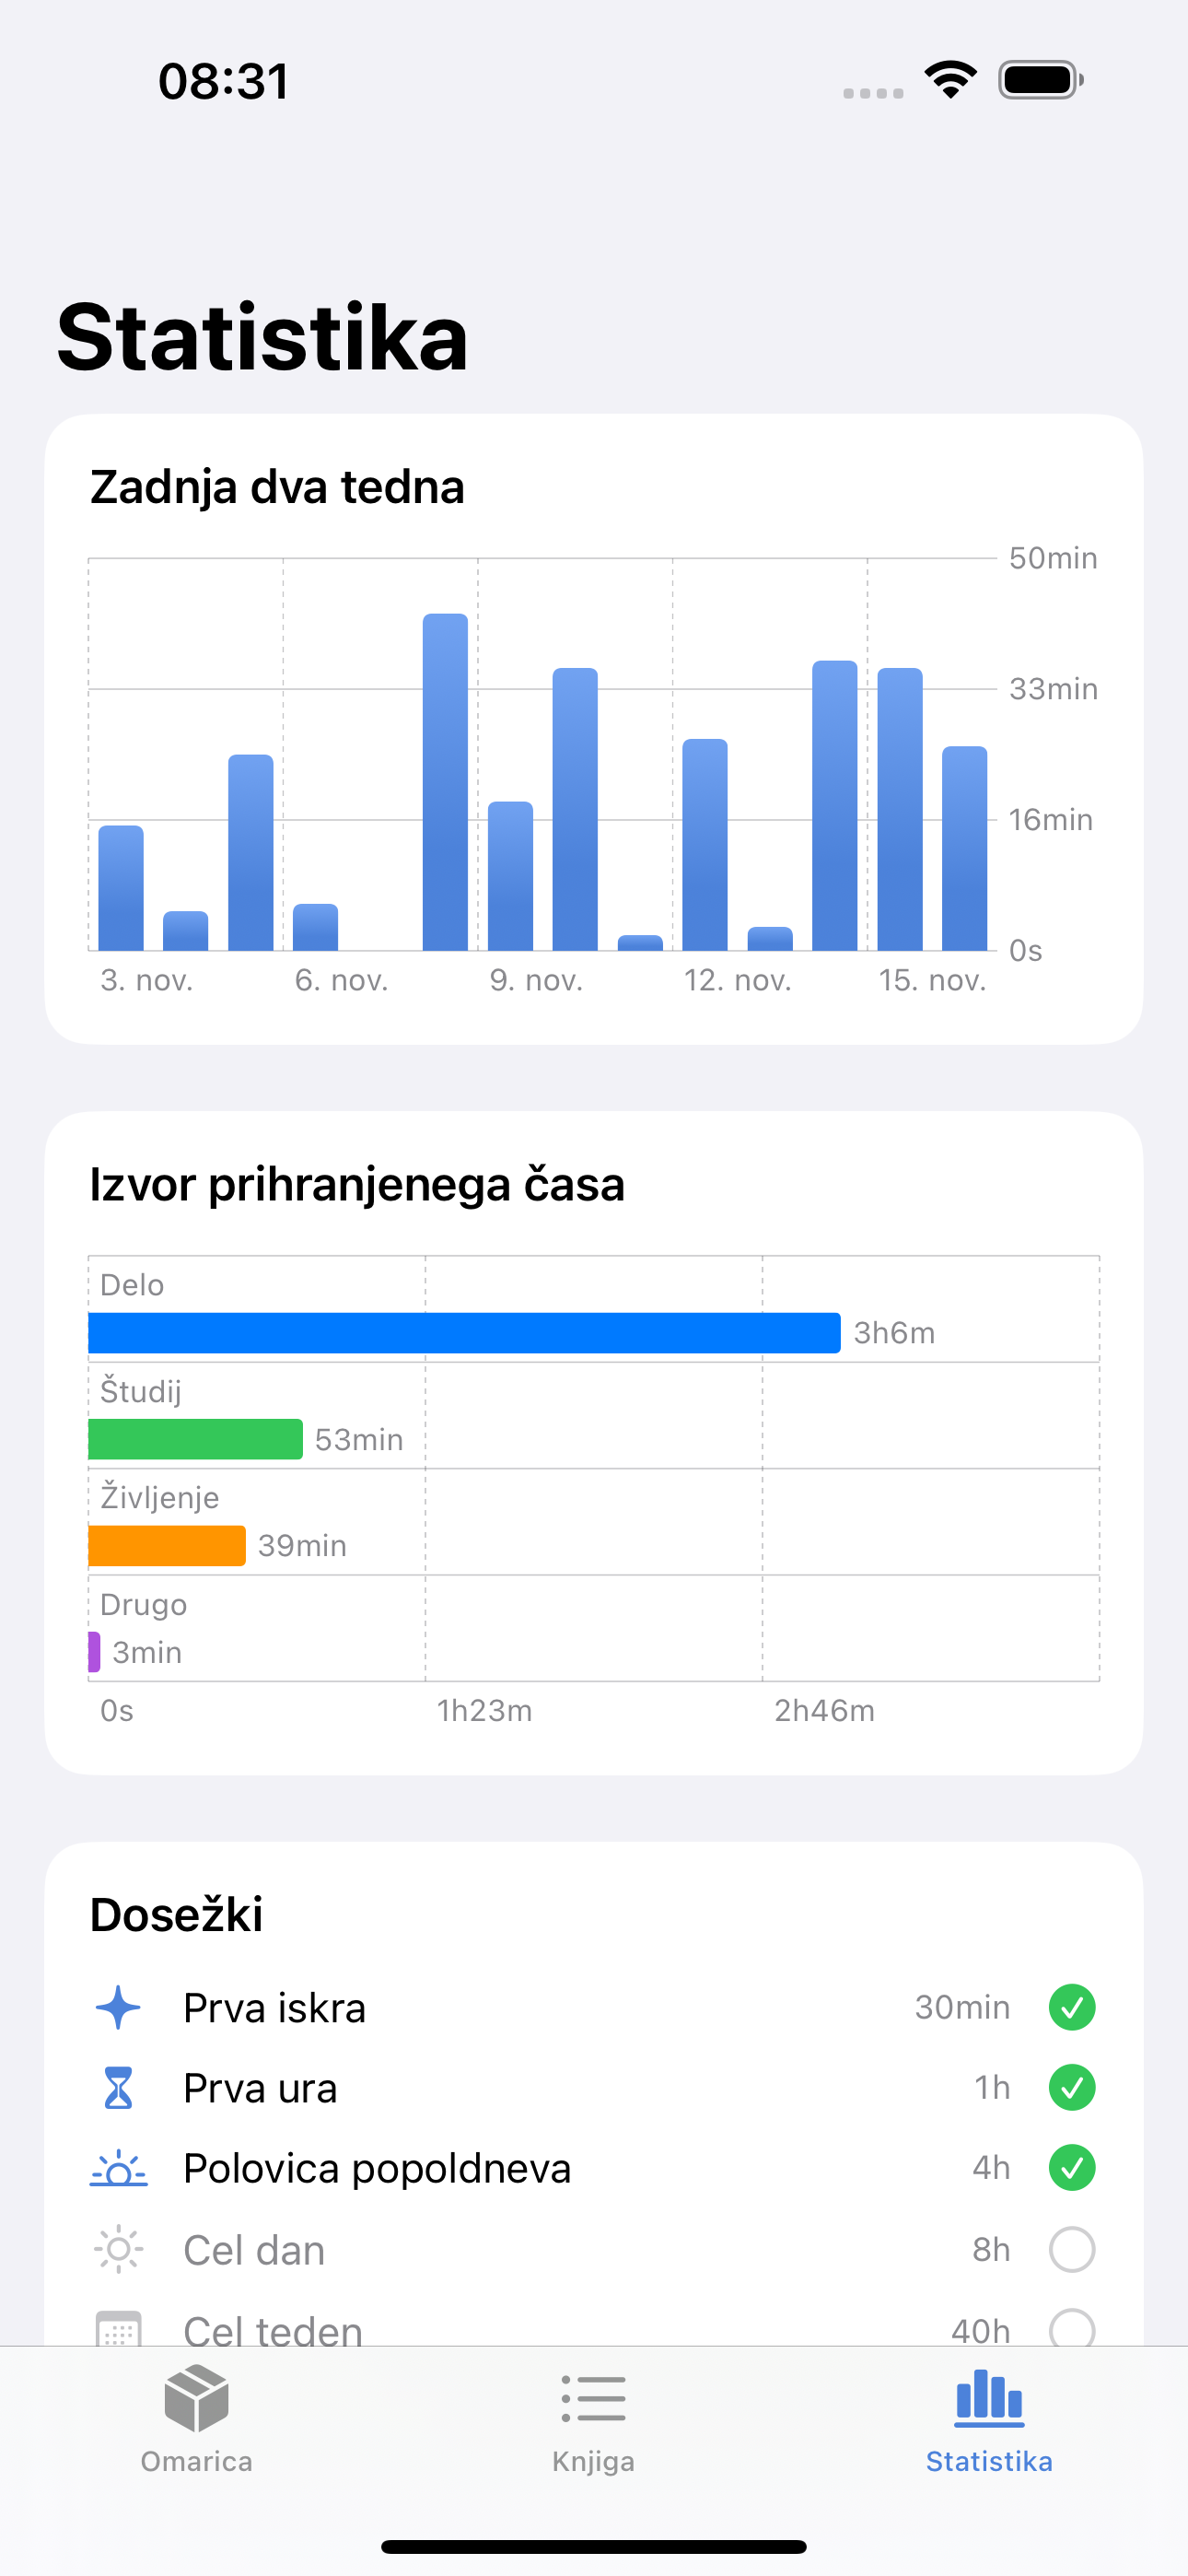 08:31
Statistika
Zadnja dva tedna
50min
33min
16min
0s
3. nov. 6. nov. 9. nov. 12. nov. 15. nov.
Izvor prihranjenega časa
Delo
3h6m
Študij
53min
Življenje
39min
Drugo
3min
0s 1h23m 2h46m
Dosežki
Prva iskra 30min
Prva ura 1h
Polovica popoldneva 4h
Cel dan 8h
Cel teden 40h
Omarica Knjiga Statistika